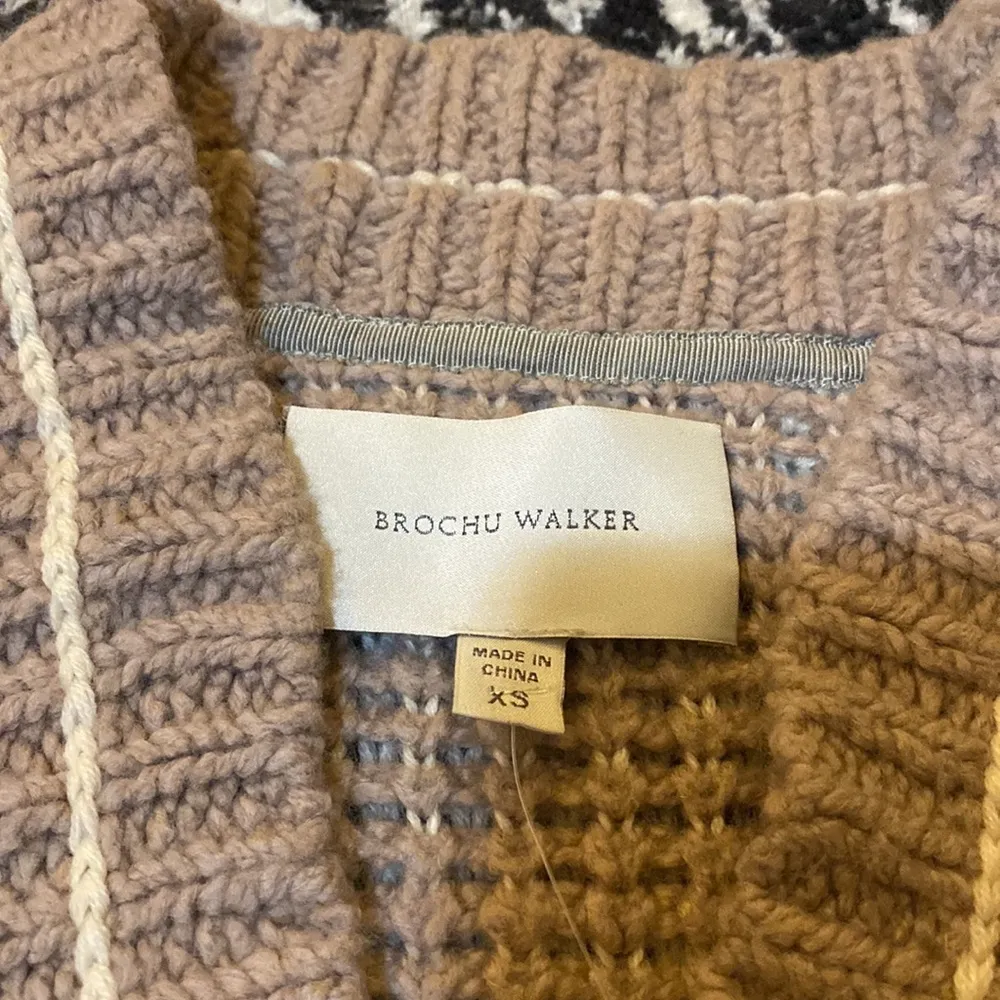 BROCHU WALKER
MADE IN
CHINA
XS